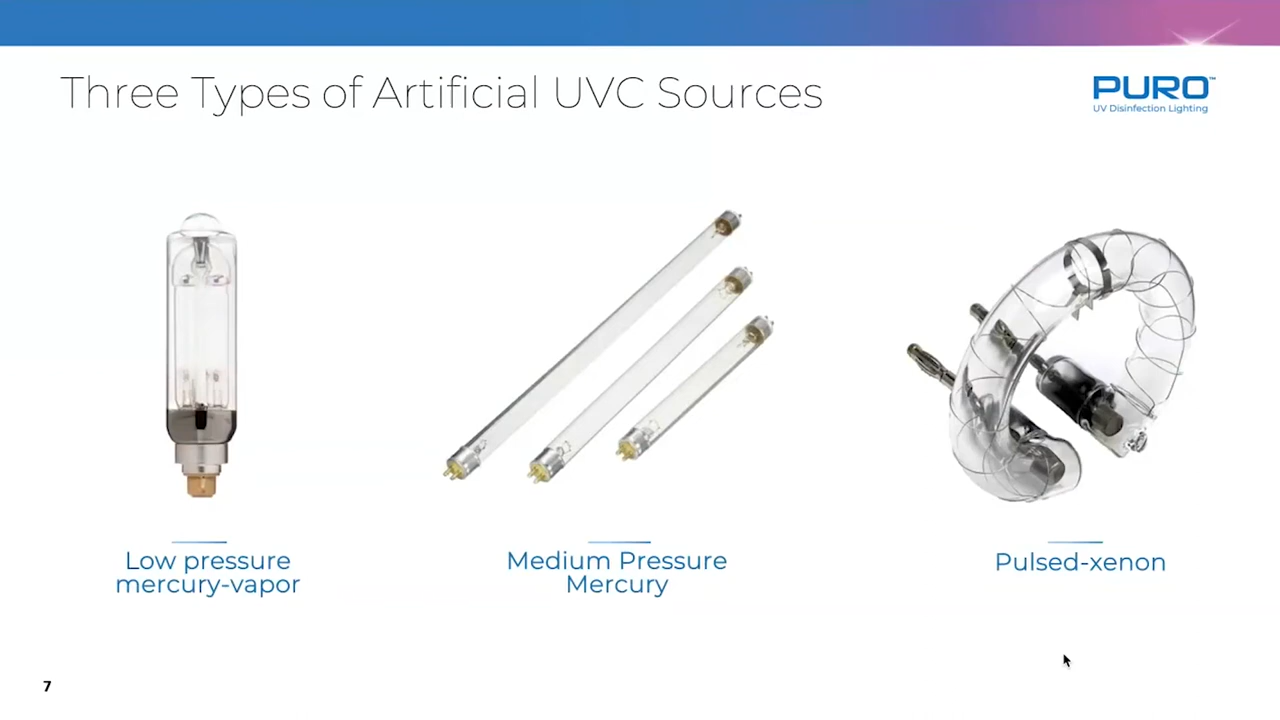 Three Types of Artificial UVC Sources
PURO™
UV Disinfection Lighting
Low pressure
mercury-vapor
Medium Pressure
Mercury
Pulsed-xenon
7